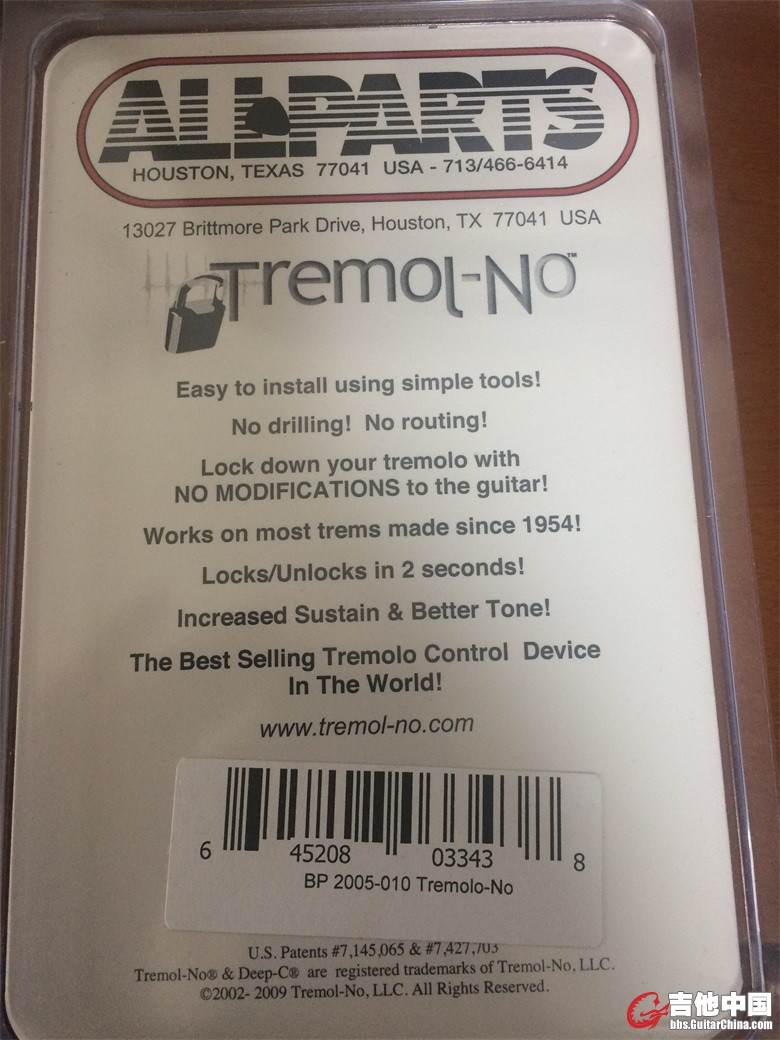 ALLPARTS
HOUSTON, TEXAS 77041 USA - 713/466-6414
13027 Brittmore Park Drive, Houston, TX 77041 USA
Tremol-No™
Easy to install using simple tools!
No drilling! No routing!
Lock down your tremolo with
NO MODIFICATIONS to the guitar!
Works on most trems made since 1954!
Locks/Unlocks in 2 seconds!
Increased Sustain & Better Tone!
The Best Selling Tremolo Control Device
In The World!
www.tremol-no.com
6 45208 03343 8
BP 2005-010 Tremolo-No
U.S. Patents #7,145,065 & #7,427,703
Tremol-No® & Deep-C® are registered trademarks of Tremol-No, LLC.
©2002- 2009 Tremol-No, LLC. All Rights Reserved.
吉他中国
bbs.GuitarChina.com